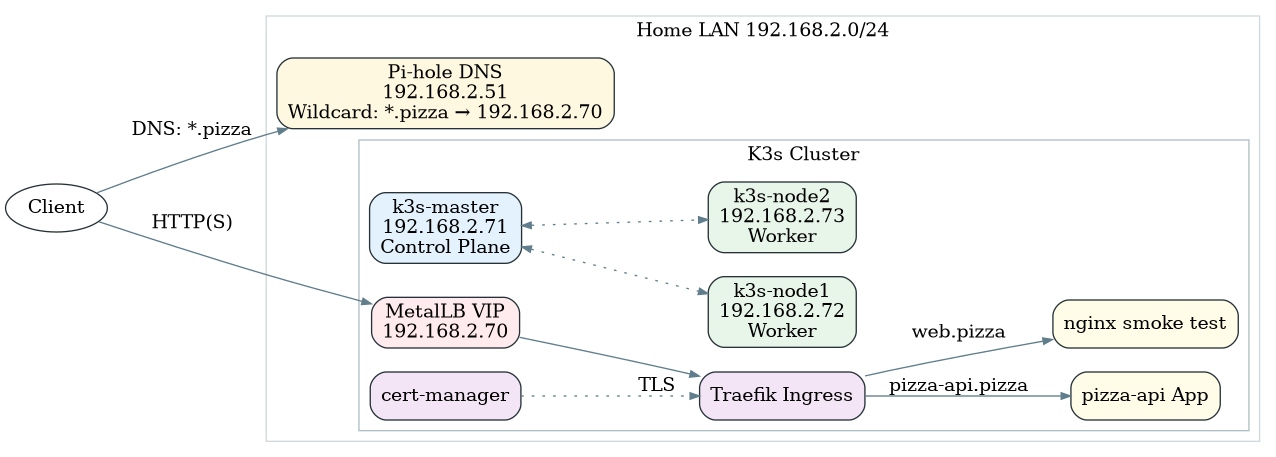 Home LAN 192.168.2.0/24
Pi-hole DNS
192.168.2.51
Wildcard: *.pizza → 192.168.2.70
DNS: *.pizza
K3s Cluster
Client
HTTP(S)
k3s-master
192.168.2.71
Control Plane
k3s-node2
192.168.2.73
Worker
k3s-node1
192.168.2.72
Worker
MetalLB VIP
192.168.2.70
web.pizza
nginx smoke test
cert-manager
TLS
Traefik Ingress
pizza-api.pizza
pizza-api App